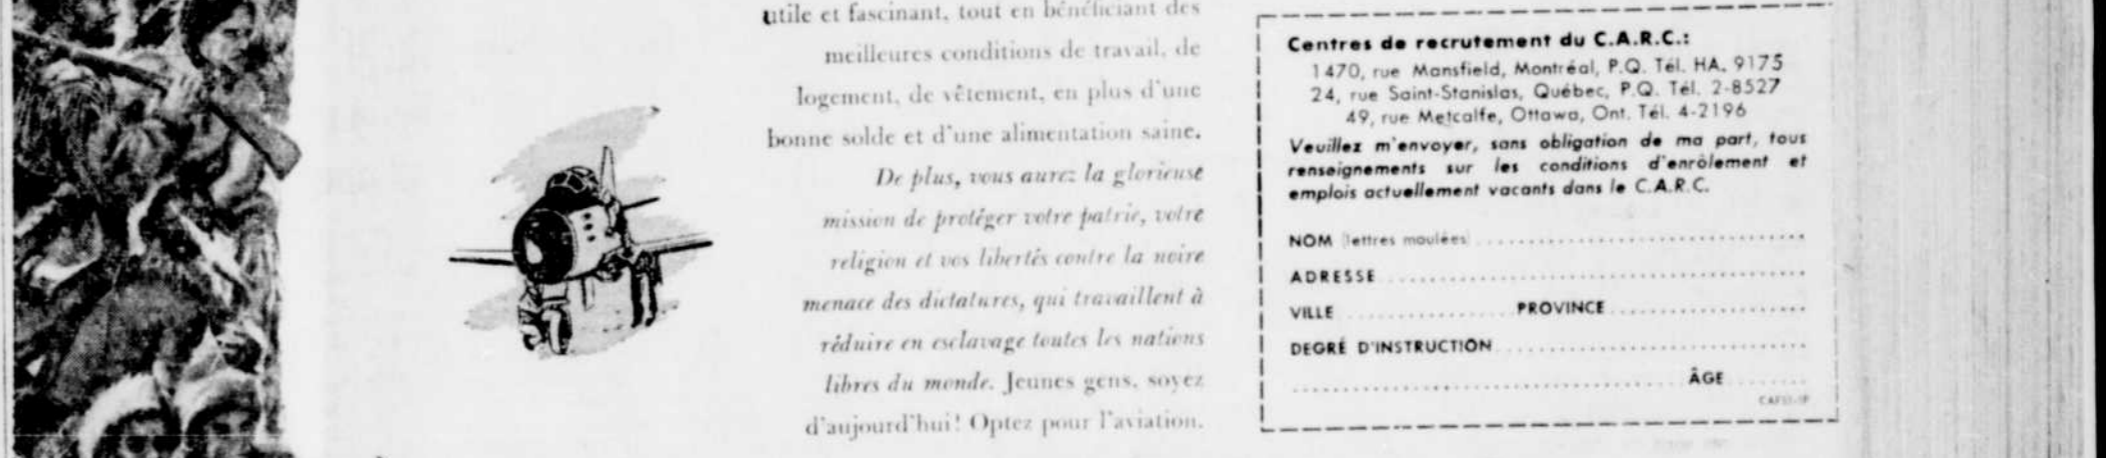 utile et fascinant, tout en bénéficiant des
meilleures conditions de travail, de
logement, de vêtement, en plus d'une
bonne solde et d'une alimentation saine.
De plus, vous aurez la glorieuse
mission de protéger votre patrie, votre
religion et vos libertés contre la noire
menace des dictatures, qui travaillent à
réduire en esclavage toutes les nations
libres du monde. Jeunes gens, soyez
d'aujourd'hui! Optez pour l'aviation.
Centres de recrutement du C.A.R.C.:
1470, rue Mansfield, Montréal, P.Q. Tél. HA. 9175
24, rue Saint-Stanislas, Québec, P.Q. Tél. 2-8527
49, rue Metcalfe, Ottawa, Ont. Tél. 4-2196
Veuillez m'envoyer, sans obligation de ma part, tous
renseignements sur les conditions d'enrôlement et
emplois actuellement vacants dans le C.A.R.C.
NOM (lettres moulées)
ADRESSE
VILLE PROVINCE
DEGRÉ D'INSTRUCTION
ÂGE